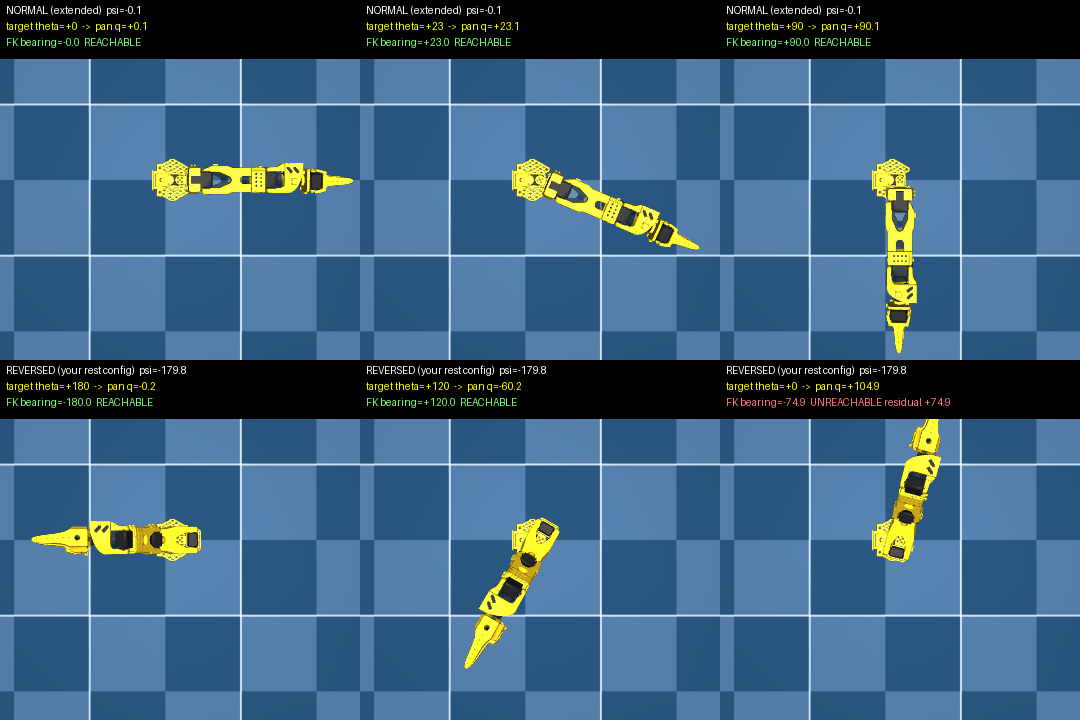 NORMAL (extended) psi=-0.1
target theta=+0 -> pan q=+0.1
FK bearing=-0.0 REACHABLE
NORMAL (extended) psi=-0.1
target theta=+23 -> pan q=+23.1
FK bearing=+23.0 REACHABLE
NORMAL (extended) psi=-0.1
target theta=+90 -> pan q=+90.1
FK bearing=+90.0 REACHABLE
REVERSED (your rest config) psi=-179.8
target theta=+180 -> pan q=-0.2
FK bearing=-180.0 REACHABLE
REVERSED (your rest config) psi=-179.8
target theta=+120 -> pan q=-60.2
FK bearing=+120.0 REACHABLE
REVERSED (your rest config) psi=-179.8
target theta=+0 -> pan q=+104.9
FK bearing=-74.9 UNREACHABLE residual +74.9